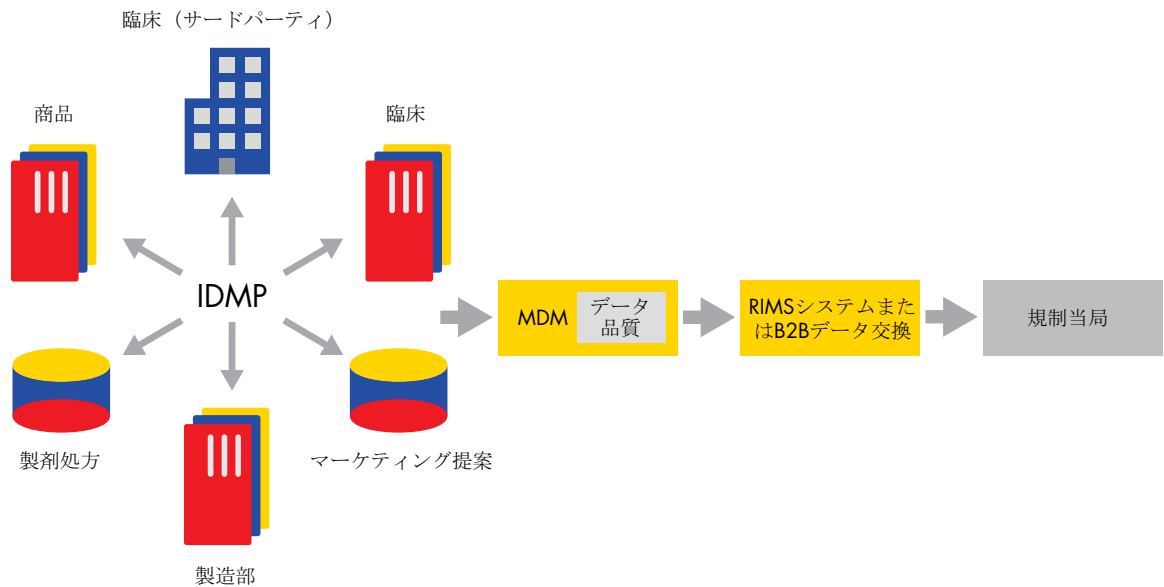 臨床（サードパーティ）
商品
臨床
IDMP
製剤処方
マーケティング提案
製造部
MDM
データ
品質
RIMSシステムまた
はB2Bデータ交換
規制当局